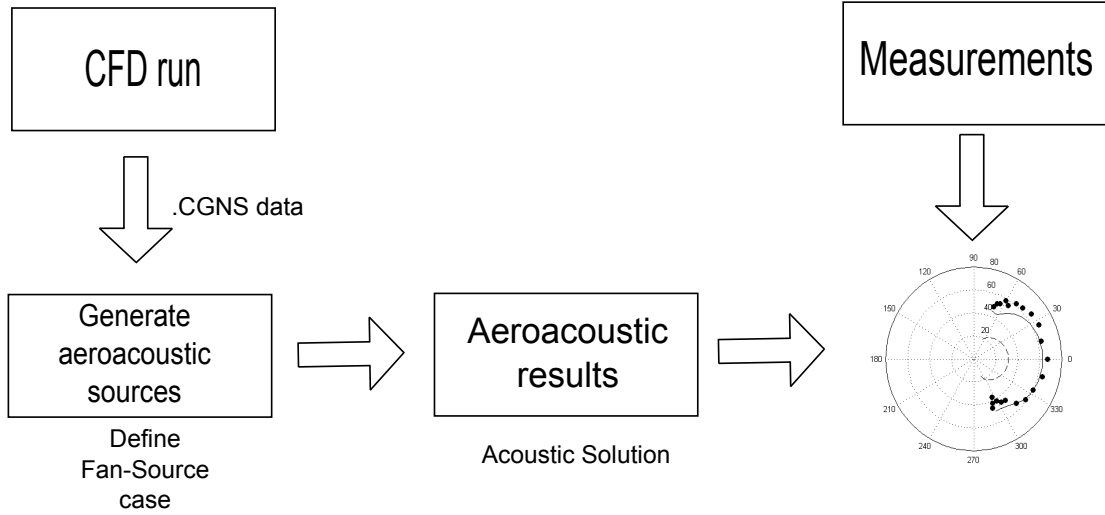 CFD run
Measurements
.CGNS data
Generate
aeroacoustic
sources
Define
Fan-Source
case
Aeroacoustic
results
Acoustic Solution
90
80
120
60
60
150
40
30
20
180
0
210
330
240
300
270